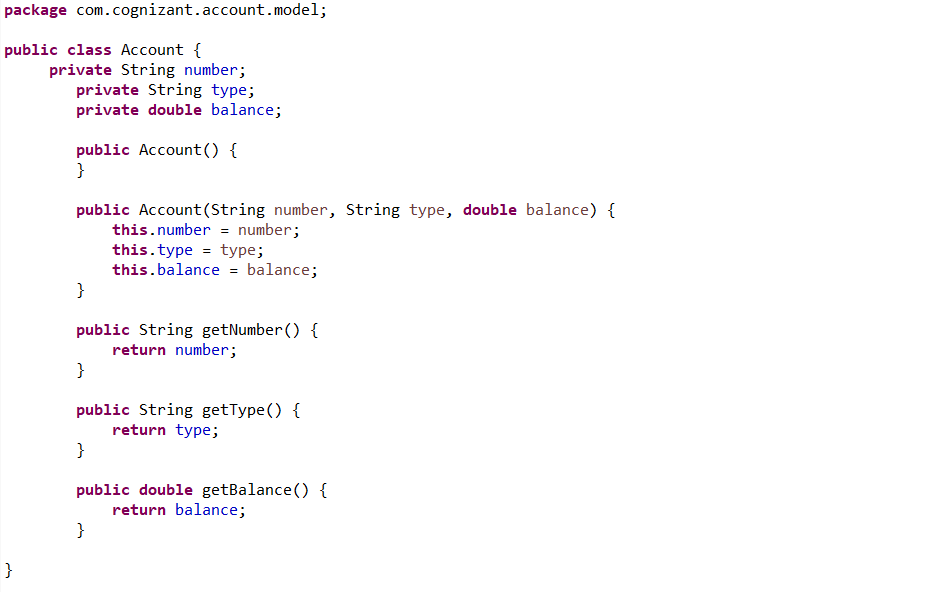 package com.cognizant.account.model;
public class Account {
private String number;
private String type;
private double balance;
public Account() {
}
public Account(String number, String type, double balance) {
this.number = number;
this.type = type;
this.balance = balance;
}
public String getNumber() {
return number;
}
public String getType() {
return type;
}
public double getBalance() {
return balance;
}
}